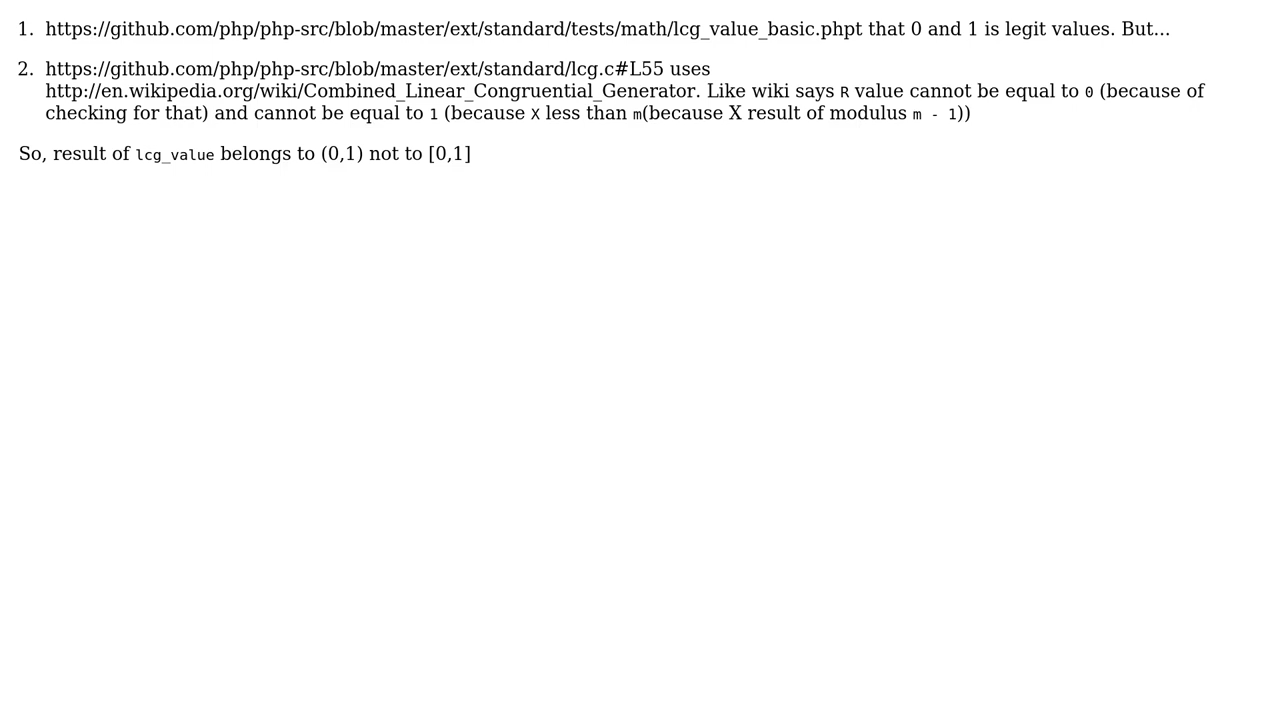 1. https://github.com/php/php-src/blob/master/ext/standard/tests/math/lcg_value_basic.phpt that 0 and 1 is legit values. But...
2. https://github.com/php/php-src/blob/master/ext/standard/lcg.c#L55 uses
http://en.wikipedia.org/wiki/Combined_Linear_Congruential_Generator. Like wiki says R value cannot be equal to 0 (because of
checking for that) and cannot be equal to 1 (because X less than m(because X result of modulus m - 1))
So, result of lcg_value belongs to (0,1) not to [0,1]